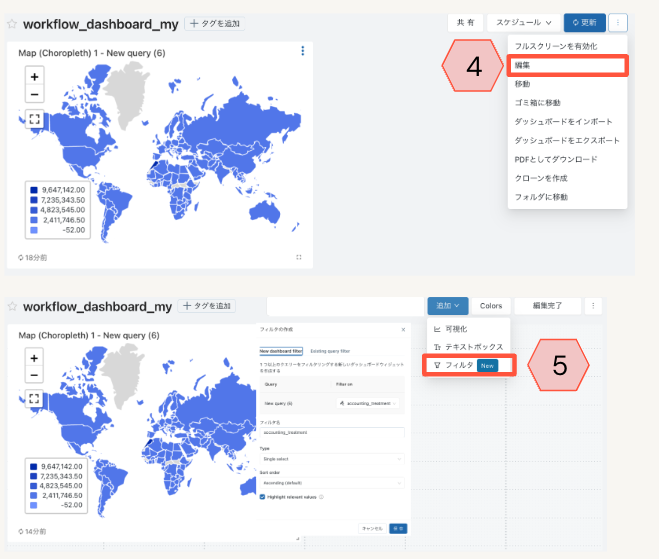 workflow_dashboard_my
+ タグを追加
共有
スケジュール
更新
Map (Choropleth) 1 - New query (6)
+
−
9,647,142.00
7,235,343.50
4,823,545.00
2,411,746.50
-52.00
18分前
4
フルスクリーンを有効化
編集
移動
ゴミ箱に移動
ダッシュボードをインポート
ダッシュボードをエクスポート
PDFとしてダウンロード
クローンを作成
フォルダに移動
workflow_dashboard_my
+ タグを追加
追加
Colors
編集完了
Map (Choropleth) 1 - New query (6)
+
−
9,647,142.00
7,235,343.50
4,823,545.00
2,411,746.50
-52.00
14分前
フィルタの作成
×
New dashboard filter
Existing query filter
Query
Filter on
New query (6)
accounting_treatment
フィルタ名
accounting_treatment
Type
Single select
Sort order
Ascending (default)
Highlight relevant values
キャンセル
可視化
Tr テキストボックス
フィルタ New
5